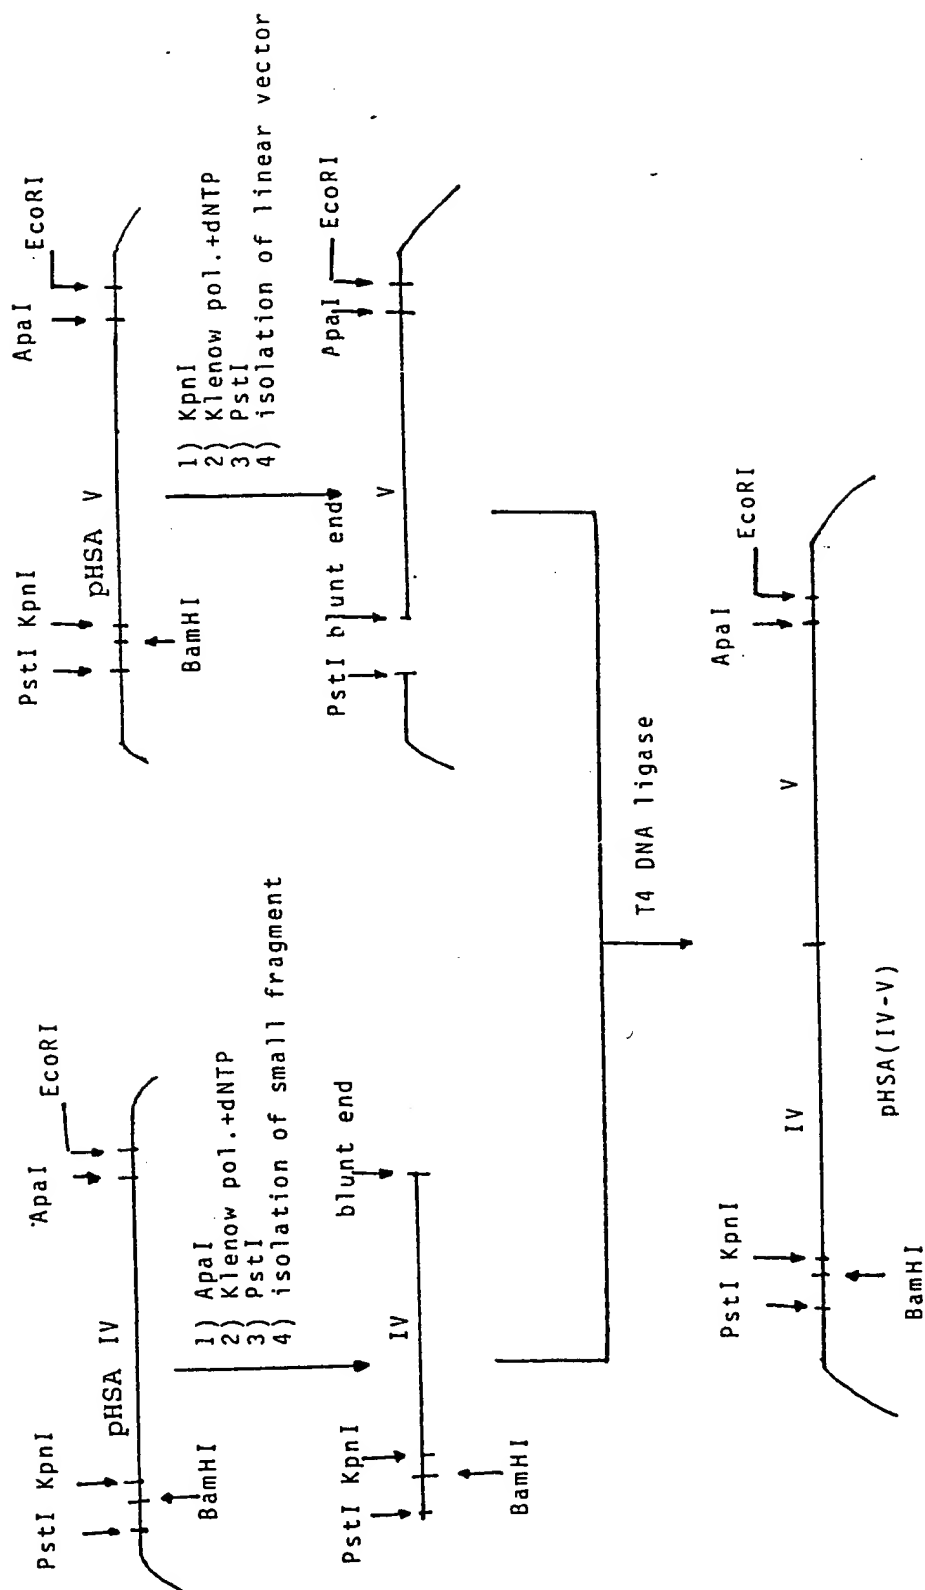 PstI KpnI
BamHI
pHSA IV
ApaI
EcoRI
1) ApaI
2) Klenow pol.+dNTP
3) PstI
4) isolation of small fragment
PstI KpnI
BamHI
IV
blunt end
PstI KpnI
BamHI
pHSA V
ApaI
EcoRI
1) KpnI
2) Klenow pol.+dNTP
3) PstI
4) isolation of linear vector
PstI blunt end
V
ApaI
EcoRI
T4 DNA ligase
PstI KpnI
BamHI
IV
V
ApaI
EcoRI
pHSA(IV-V)